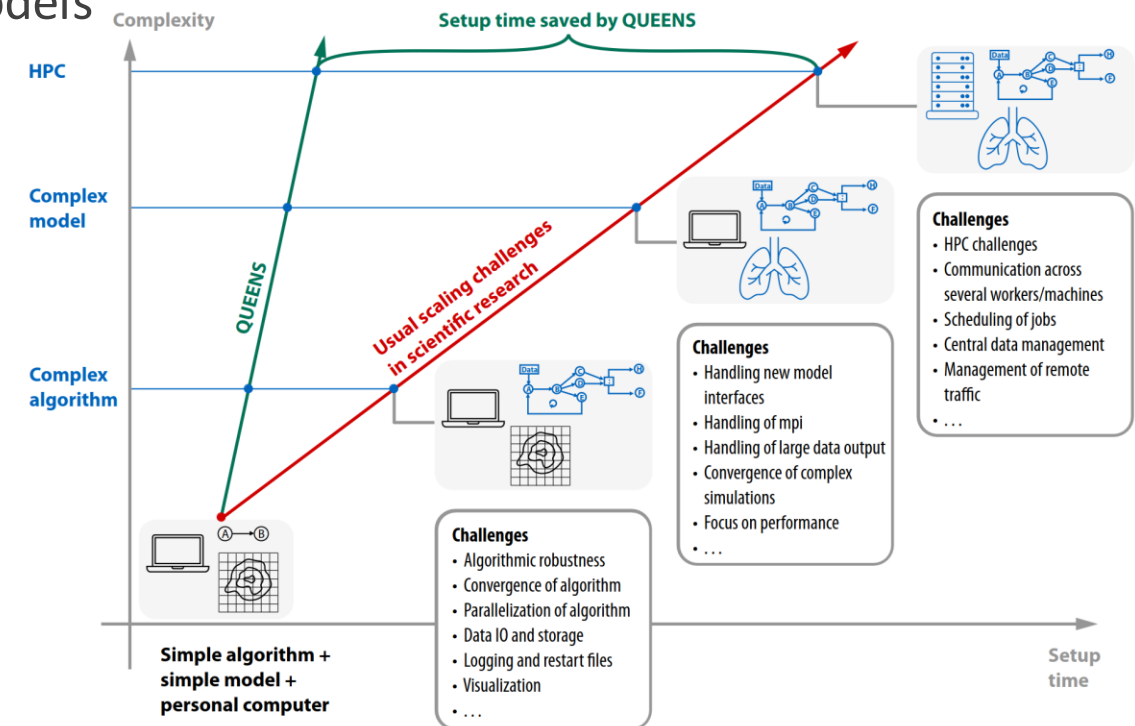 odels
Complexity
Setup time saved by QUEENS
HPC
Data
A
B
C
D
E
H
F
Complex
model
Data
A
B
C
D
E
H
F
Challenges
• HPC challenges
• Communication across
several workers/machines
• Scheduling of jobs
• Central data management
• Management of remote
traffic
• . . .
QUEENS
Usual scaling challenges
in scientific research
Challenges
• Handling new model
interfaces
• Handling of mpi
• Handling of large data output
• Convergence of complex
simulations
• Focus on performance
• . . .
Complex
algorithm
Data
A
B
C
D
E
H
F
A
B
Challenges
• Algorithmic robustness
• Convergence of algorithm
• Parallelization of algorithm
• Data IO and storage
• Logging and restart files
• Visualization
• . . .
Simple algorithm +
simple model +
personal computer
Setup
time